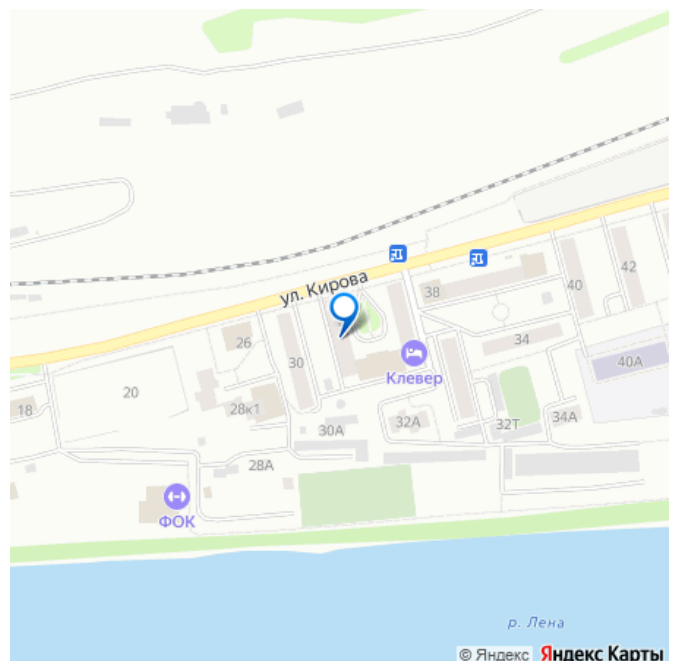 ул. Кирова
42
40
38
26
34
30
Клевер
40А
20
18
28к1
32А
34А
32Т
30А
28А
ФОК
р. Лена
© Яндекс Яндекс Карты